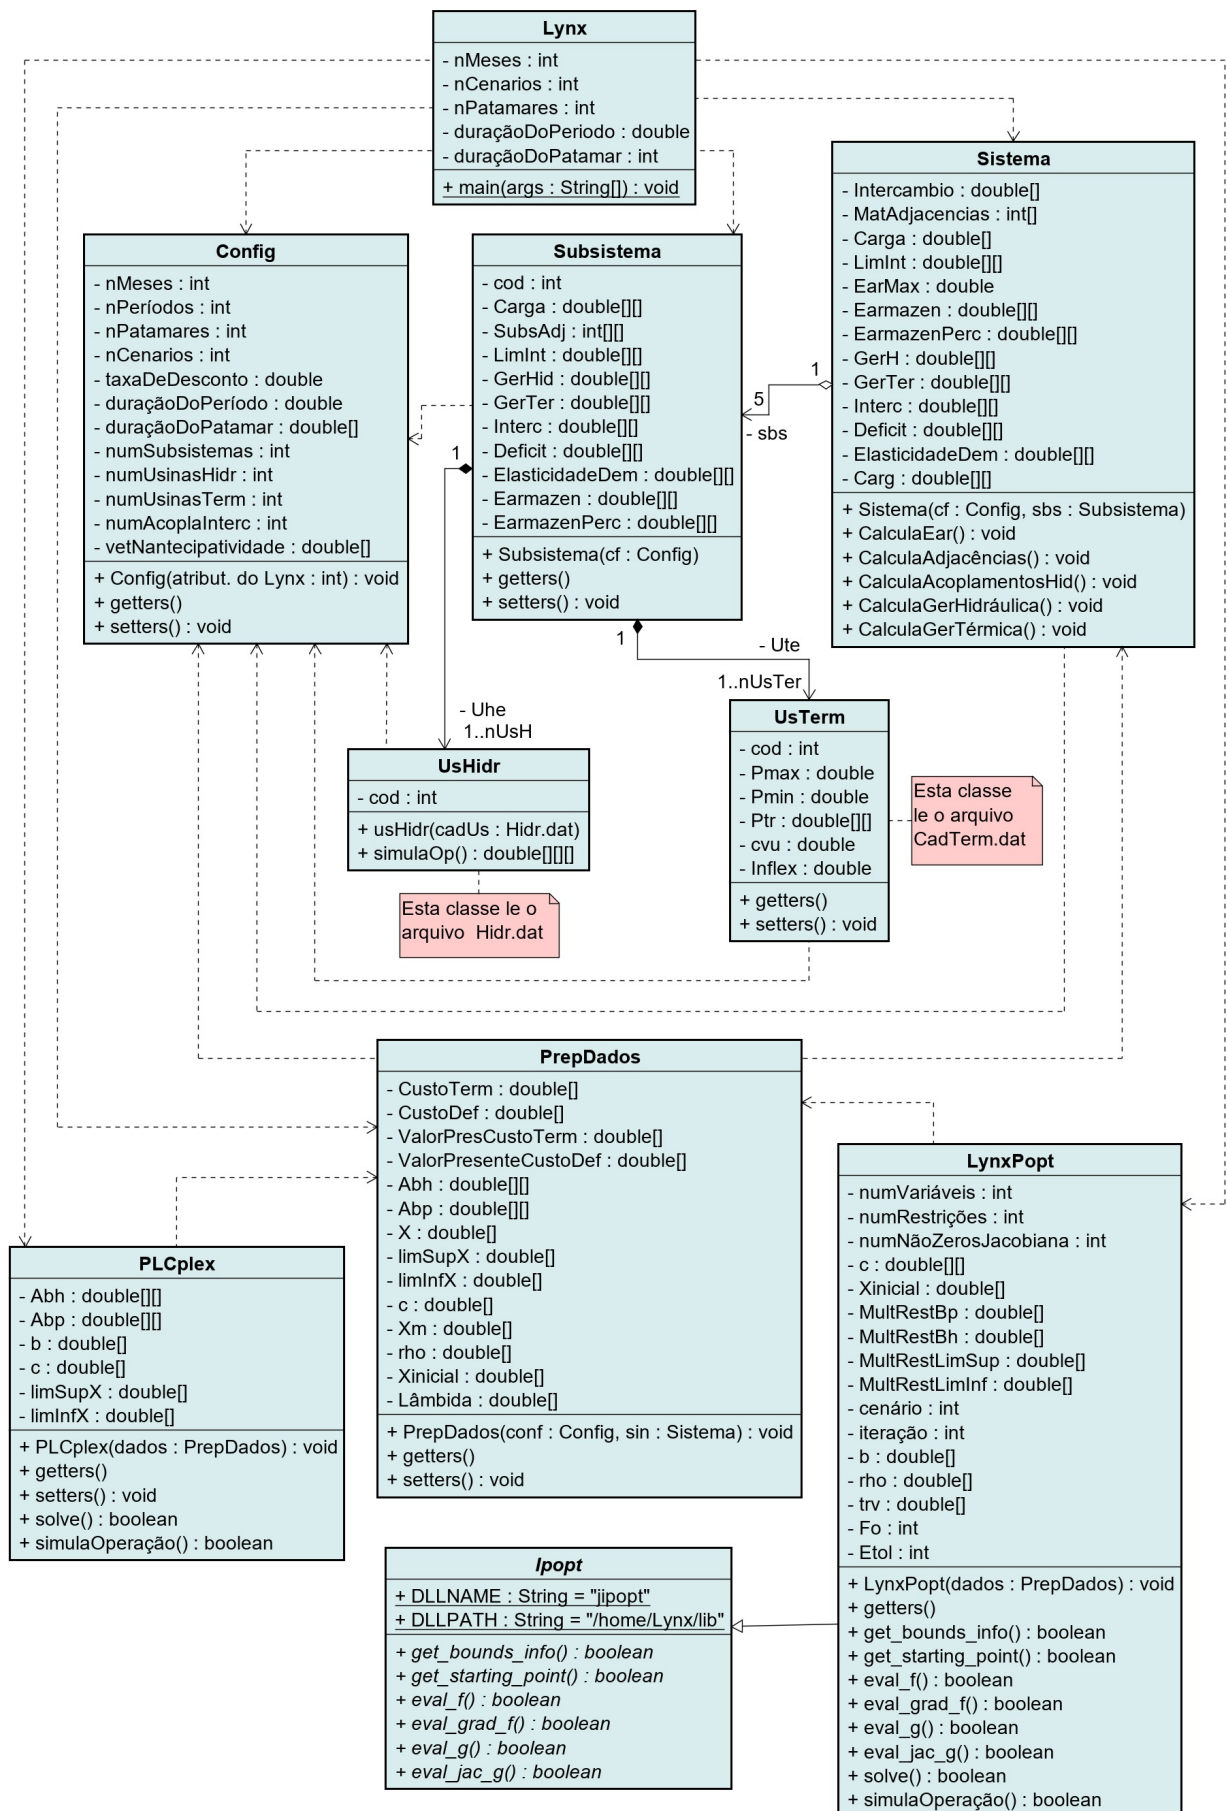 Lynx
- nMeses : int
- nCenarios : int
- nPatamares : int
- duraçãoDoPeriodo : double
- duraçãoDoPatamar : int
+ main(args : String[]) : void
Sistema
- Intercambio : double[]
- MatAdjacencias : int[]
- Carga : double[]
- LimInt : double[][]
- EarMax : double
- Earmazen : double[][]
- EarmazenPerc : double[][]
- GerH : double[][]
- GerTer : double[][]
- Interc : double[][]
- Deficit : double[][]
- ElasticidadeDem : double[][]
- Carg : double[][]
+ Sistema(cf : Config, sbs : Subsistema)
+ CalculaEar() : void
+ CalculaAdjacências() : void
+ CalculaAcoplamentosHid() : void
+ CalculaGerHidráulica() : void
+ CalculaGerTérmica() : void
Config
- nMeses : int
- nPeríodos : int
- nPatamares : int
- nCenarios : int
- taxaDeDesconto : double
- duraçãoDoPeríodo : double
- duraçãoDoPatamar : double[]
- numSubsistemas : int
- numUsinasHidr : int
- numUsinasTerm : int
- numAcoplaInterc : int
- vetNantecipatividade : double[]
+ Config(atribut. do Lynx : int) : void
+ getters()
+ setters() : void
Subsistema
- cod : int
- Carga : double[][]
- SubsAdj : int[][]
- LimInt : double[][]
- GerHid : double[][]
- GerTer : double[][]
- Interc : double[][]
- Deficit : double[][]
- ElasticidadeDem : double[][]
- Earmazen : double[][]
- EarmazenPerc : double[][]
+ Subsistema(cf : Config)
+ getters()
+ setters() : void
1
5
- sbs
1
1
- Ute
1..nUsTer
- Uhe
1..nUsH
UsHidr
- cod : int
+ usHidr(cadUs : Hidr.dat)
+ simulaOp() : double[][][]
Esta classe le o
arquivo Hidr.dat
UsTerm
- cod : int
- Pmax : double
- Pmin : double
- Ptr : double[][]
- cvu : double
- Inflex : double
+ getters()
+ setters() : void
Esta classe
le o arquivo
CadTerm.dat
PrepDados
- CustoTerm : double[]
- CustoDef : double[]
- ValorPresCustoTerm : double[]
- ValorPresenteCustoDef : double[]
- Abh : double[][]
- Abp : double[][]
- X : double[]
- limSupX : double[]
- limInfX : double[]
- c : double[]
- Xm : double[]
- rho : double[]
- Xinicial : double[]
- Lâmbida : double[]
+ PrepDados(conf : Config, sin : Sistema) : void
+ getters()
+ setters() : void
PLCplex
- Abh : double[][]
- Abp : double[][]
- b : double[]
- c : double[]
- limSupX : double[]
- limInfX : double[]
+ PLCplex(dados : PrepDados) : void
+ getters()
+ setters() : void
+ solve() : boolean
+ simulaOperação() : boolean
LynxPopt
- numVariáveis : int
- numRestrições : int
- numNãoZerosJacobiana : int
- c : double[][]
- Xinicial : double[]
- MultRestBp : double[]
- MultRestBh : double[]
- MultRestLimSup : double[]
- MultRestLimInf : double[]
- cenário : int
- iteração : int
- b : double[]
- rho : double[]
- trv : double[]
- Fo : int
- Etol : int
+ LynxPopt(dados : PrepDados) : void
+ getters()
+ get_bounds_info() : boolean
+ get_starting_point() : boolean
+ eval_f() : boolean
+ eval_grad_f() : boolean
+ eval_g() : boolean
+ eval_jac_g() : boolean
+ solve() : boolean
+ simulaOperação() : boolean
Ipopt
+ DLLNAME : String = "jipopt"
+ DLLPATH : String = "/home/Lynx/lib"
+ get_bounds_info() : boolean
+ get_starting_point() : boolean
+ eval_f() : boolean
+ eval_grad_f() : boolean
+ eval_g() : boolean
+ eval_jac_g() : boolean